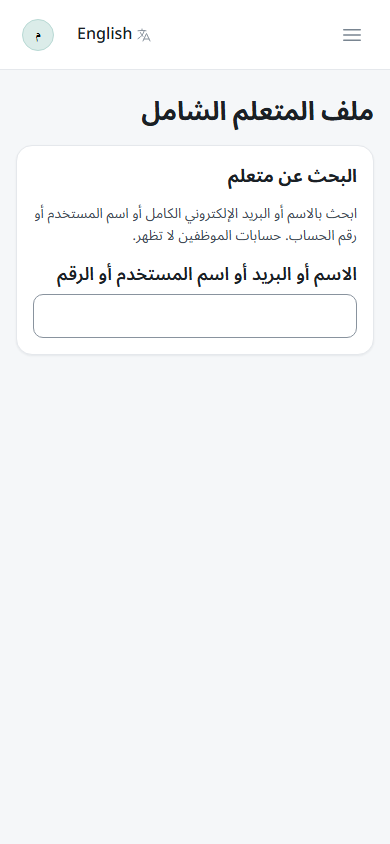 English
م
ملف المتعلم الشامل
البحث عن متعلم
ابحث بالاسم أو البريد الإلكتروني الكامل أو اسم المستخدم أو
رقم الحساب. حسابات الموظفين لا تظهر.
الاسم أو البريد أو اسم المستخدم أو الرقم